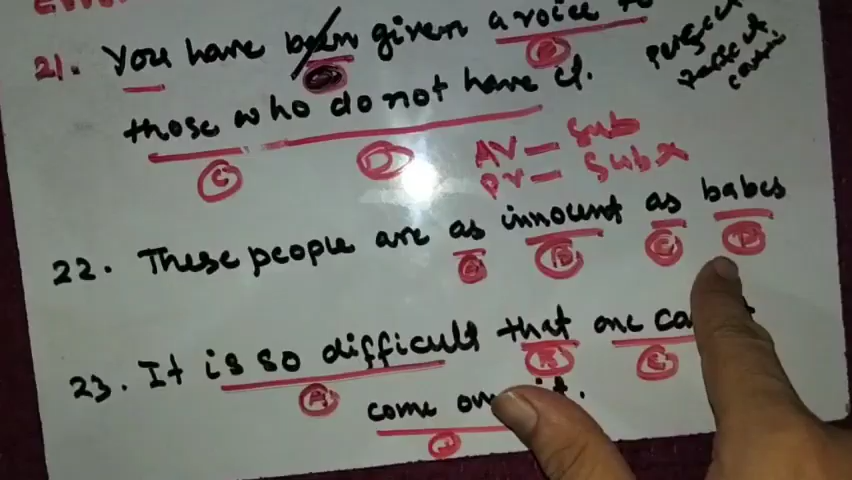 21. You have been given a voice to
those who do not have it.
AV - Sub
PV - Sub x
22. These people are as innocent as babes
A B C D
23. It is so difficult that one
A B C
come on it.